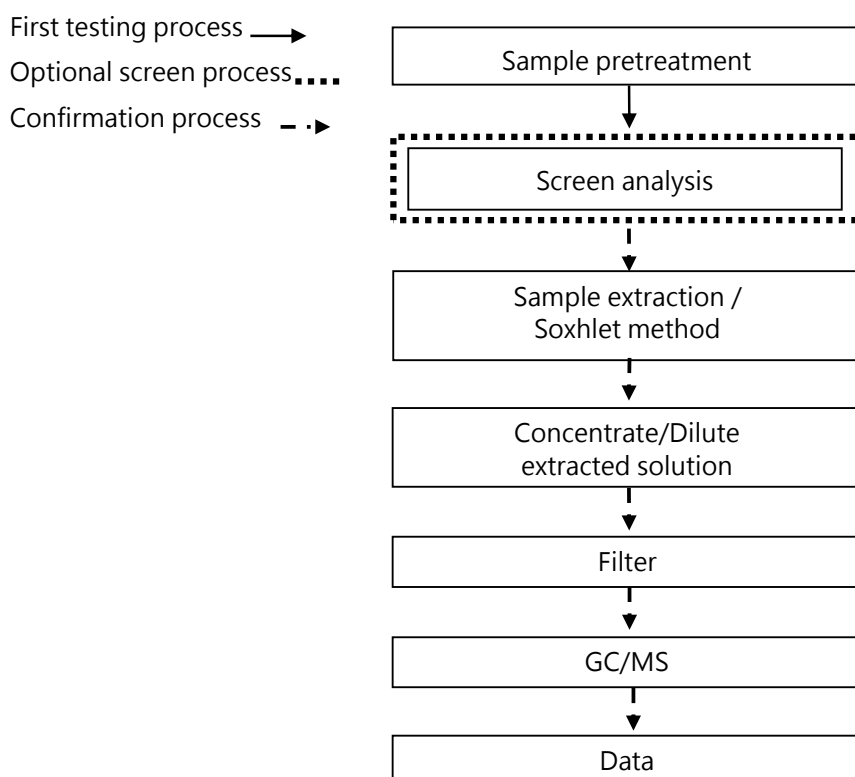 First testing process
Optional screen process
Confirmation process
Sample pretreatment
Screen analysis
Sample extraction /
Soxhlet method
Concentrate/Dilute
extracted solution
Filter
GC/MS
Data